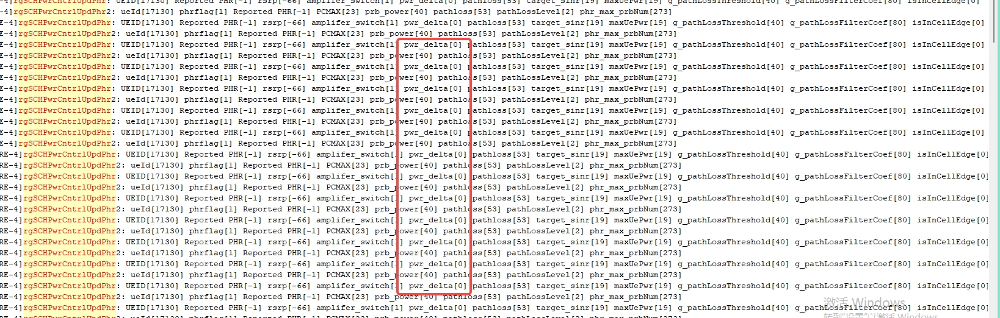 -4]rgSCHPwrCntrlUpdPhr: UEID[17130] Reported PHR[-1] rsrp[-66] amplifer_switch[1] pwr_delta[0] pathloss[53] target_sinr[19] maxUePwr[19] g_pathLossThreshold[40] g_pathLossFilterCoef[80] isInCellEdge[0]
E-4]rgSCHPwrCntrlUpdPhr2: ueId[17130] phrflag[1] Reported PHR[-1] PCMAX[23] prb_power[40] pathloss[53] pathLossLevel[2] phr_max_prbNum[273]
E-4]rgSCHPwrCntrlUpdPhr: UEID[17130] Reported PHR[-1] rsrp[-66] amplifer_switch[1] pwr_delta[0] pathloss[53] target_sinr[19] maxUePwr[19] g_pathLossThreshold[40] g_pathLossFilterCoef[80] isInCellEdge[0]
E-4]rgSCHPwrCntrlUpdPhr2: ueId[17130] phrflag[1] Reported PHR[-1] PCMAX[23] prb_power[40] pathloss[53] pathLossLevel[2] phr_max_prbNum[273]
E-4]rgSCHPwrCntrlUpdPhr: UEID[17130] Reported PHR[-1] rsrp[-66] amplifer_switch[1] pwr_delta[0] pathloss[53] target_sinr[19] maxUePwr[19] g_pathLossThreshold[40] g_pathLossFilterCoef[80] isInCellEdge[0]
E-4]rgSCHPwrCntrlUpdPhr2: ueId[17130] phrflag[1] Reported PHR[-1] PCMAX[23] prb_power[40] pathloss[53] pathLossLevel[2] phr_max_prbNum[273]
E-4]rgSCHPwrCntrlUpdPhr: UEID[17130] Reported PHR[-1] rsrp[-66] amplifer_switch[1] pwr_delta[0] pathloss[53] target_sinr[19] maxUePwr[19] g_pathLossThreshold[40] g_pathLossFilterCoef[80] isInCellEdge[0]
E-4]rgSCHPwrCntrlUpdPhr2: ueId[17130] phrflag[1] Reported PHR[-1] PCMAX[23] prb_power[40] pathloss[53] pathLossLevel[2] phr_max_prbNum[273]
E-4]rgSCHPwrCntrlUpdPhr: UEID[17130] Reported PHR[-1] rsrp[-66] amplifer_switch[1] pwr_delta[0] pathloss[53] target_sinr[19] maxUePwr[19] g_pathLossThreshold[40] g_pathLossFilterCoef[80] isInCellEdge[0]
E-4]rgSCHPwrCntrlUpdPhr2: ueId[17130] phrflag[1] Reported PHR[-1] PCMAX[23] prb_power[40] pathloss[53] pathLossLevel[2] phr_max_prbNum[273]
E-4]rgSCHPwrCntrlUpdPhr: UEID[17130] Reported PHR[-1] rsrp[-66] amplifer_switch[1] pwr_delta[0] pathloss[53] target_sinr[19] maxUePwr[19] g_pathLossThreshold[40] g_pathLossFilterCoef[80] isInCellEdge[0]
E-4]rgSCHPwrCntrlUpdPhr2: ueId[17130] phrflag[1] Reported PHR[-1] PCMAX[23] prb_power[40] pathloss[53] pathLossLevel[2] phr_max_prbNum[273]
E-4]rgSCHPwrCntrlUpdPhr: UEID[17130] Reported PHR[-1] rsrp[-66] amplifer_switch[1] pwr_delta[0] pathloss[53] target_sinr[19] maxUePwr[19] g_pathLossThreshold[40] g_pathLossFilterCoef[80] isInCellEdge[0]
E-4]rgSCHPwrCntrlUpdPhr2: ueId[17130] phrflag[1] Reported PHR[-1] PCMAX[23] prb_power[40] pathloss[53] pathLossLevel[2] phr_max_prbNum[273]
RE-4]rgSCHPwrCntrlUpdPhr: UEID[17130] Reported PHR[-1] rsrp[-66] amplifer_switch[1] pwr_delta[0] pathloss[53] target_sinr[19] maxUePwr[19] g_pathLossThreshold[40] g_pathLossFilterCoef[80] isInCellEdge[0]
RE-4]rgSCHPwrCntrlUpdPhr2: ueId[17130] phrflag[1] Reported PHR[-1] PCMAX[23] prb_power[40] pathloss[53] pathLossLevel[2] phr_max_prbNum[273]
RE-4]rgSCHPwrCntrlUpdPhr: UEID[17130] Reported PHR[-1] rsrp[-66] amplifer_switch[1] pwr_delta[0] pathloss[53] target_sinr[19] maxUePwr[19] g_pathLossThreshold[40] g_pathLossFilterCoef[80] isInCellEdge[0]
RE-4]rgSCHPwrCntrlUpdPhr2: ueId[17130] phrflag[1] Reported PHR[-1] PCMAX[23] prb_power[40] pathloss[53] pathLossLevel[2] phr_max_prbNum[273]
RE-4]rgSCHPwrCntrlUpdPhr: UEID[17130] Reported PHR[-1] rsrp[-66] amplifer_switch[1] pwr_delta[0] pathloss[53] target_sinr[19] maxUePwr[19] g_pathLossThreshold[40] g_pathLossFilterCoef[80] isInCellEdge[0]
RE-4]rgSCHPwrCntrlUpdPhr2: ueId[17130] phrflag[1] Reported PHR[-1] PCMAX[23] prb_power[40] pathloss[53] pathLossLevel[2] phr_max_prbNum[273]
RE-4]rgSCHPwrCntrlUpdPhr: UEID[17130] Reported PHR[-1] rsrp[-66] amplifer_switch[1] pwr_delta[0] pathloss[53] target_sinr[19] maxUePwr[19] g_pathLossThreshold[40] g_pathLossFilterCoef[80] isInCellEdge[0]
RE-4]rgSCHPwrCntrlUpdPhr2: ueId[17130] phrflag[1] Reported PHR[-1] PCMAX[23] prb_power[40] pathloss[53] pathLossLevel[2] phr_max_prbNum[273]
RE-4]rgSCHPwrCntrlUpdPhr: UEID[17130] Reported PHR[-1] rsrp[-66] amplifer_switch[1] pwr_delta[0] pathloss[53] target_sinr[19] maxUePwr[19] g_pathLossThreshold[40] g_pathLossFilterCoef[80] isInCellEdge[0]
RE-4]rgSCHPwrCntrlUpdPhr2: ueId[17130] phrflag[1] Reported PHR[-1] PCMAX[23] prb_power[40] pathloss[53] pathLossLevel[2] phr_max_prbNum[273]
RE-4]rgSCHPwrCntrlUpdPhr: UEID[17130] Reported PHR[-1] rsrp[-66] amplifer_switch[1] pwr_delta[0] pathloss[53] target_sinr[19] maxUePwr[19] g_pathLossThreshold[40] g_pathLossFilterCoef[80] isInCellEdge[0]
RE-4]rgSCHPwrCntrlUpdPhr2: ueId[17130] phrflag[1] Reported PHR[-1] PCMAX[23] prb_power[40] pathloss[53] pathLossLevel[2] phr_max_prbNum[273]
RE-4]rgSCHPwrCntrlUpdPhr: UEID[17130] Reported PHR[-1] rsrp[-66] amplifer_switch[1] pwr_delta[0] pathloss[53] target_sinr[19] maxUePwr[19] g_pathLossThreshold[40] g_pathLossFilterCoef[80] isInCellEdge[0]
RE-4]rgSCHPwrCntrlUpdPhr2: ueId[17130] phrflag[1] Reported PHR[-1] PCMAX[23] prb_power[40] pathloss[53] pathLossLevel[2] phr_max_prbNum[273]
RE-4]rgSCHPwrCntrlUpdPhr: UEID[17130] Reported PHR[-1] rsrp[-66] amplifer_switch[1] pwr_delta[0] pathloss[53] target_sinr[19] maxUePwr[19] g_pathLossThreshold[40] g_pathLossFilterCoef[80] isInCellEdge[0]
激活 Windows
转到"设置"以激活 Windows